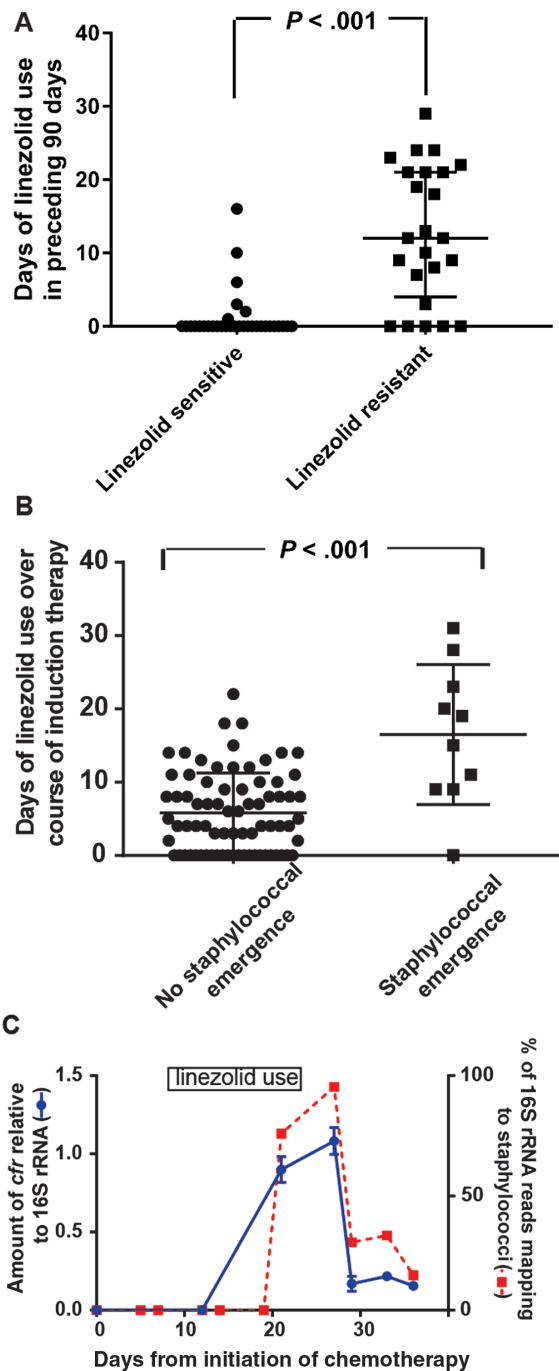 A
P < .001
Days of linezolid use
in preceding 90 days
40
30
20
10
0
Linezolid sensitive
Linezolid resistant
B
P < .001
Days of linezolid use over
course of induction therapy
40
30
20
10
0
No staphylococcal
emergence
Staphylococcal
emergence
C
linezolid use
Amount of cfr relative
to 16S rRNA ( )
1.5
1.0
0.5
0.0
100
50
0
% of 16S rRNA reads mapping
to staphylococci ( )
0
10
20
30
Days from initiation of chemotherapy